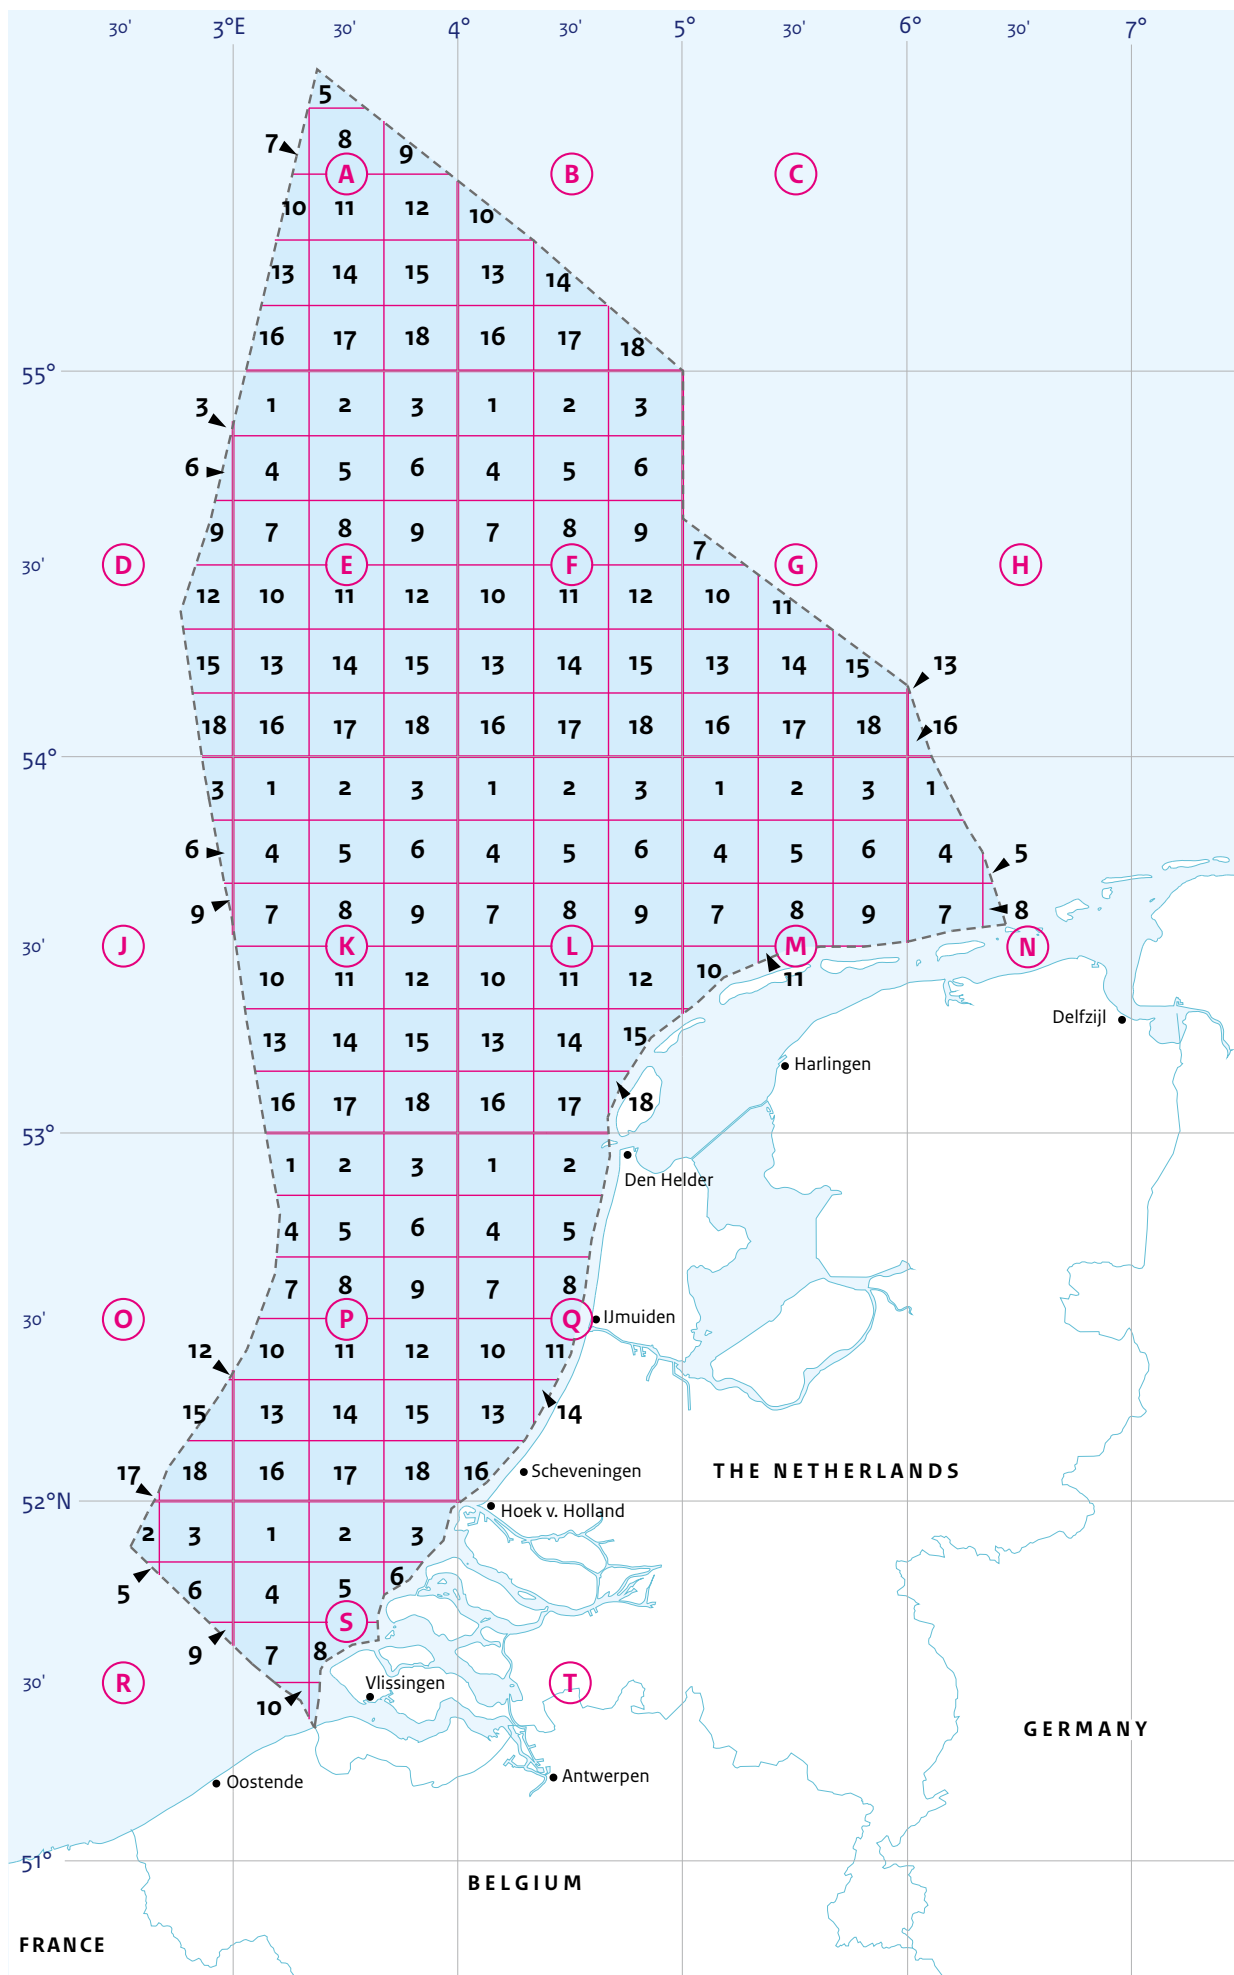 30' 3°E 30' 4° 30' 5° 30' 6° 30' 7°
5
7 8 9
A B C
10 11 12 10
13 14 15 13 14
16 17 18 16 17 18
55°
3 1 2 3 1 2 3
6 4 5 6 4 5 6
9 7 8 9 7 8 9 7
30' D E F G H
12 10 11 12 10 11 12 10 11
15 13 14 15 13 14 15 13 14 15 13
18 16 17 18 16 17 18 16 17 18 16
54°
3 1 2 3 1 2 3 1 2 3 1
6 4 5 6 4 5 6 4 5 6 4 5
9 7 8 9 7 8 9 7 8 9 7 8
30' J K L M N
10 11 12 10 11 12 10 11
Delfzijl
13 14 15 13 14 15
Harlingen
16 17 18 16 17 18
53°
1 2 3 1 2
Den Helder
4 5 6 4 5
7 8 9 7 8
30' O P Q IJmuiden
12 10 11 12 10 11
15 13 14 15 13 14
17 18 16 17 18 16 Scheveningen THE NETHERLANDS
52°N
Hoek v. Holland
2 3 1 2 3
5 6 4 5 6
S
9 7 8
30' R Vlissingen T
10
GERMANY
Oostende Antwerpen
51°
BELGIUM
FRANCE